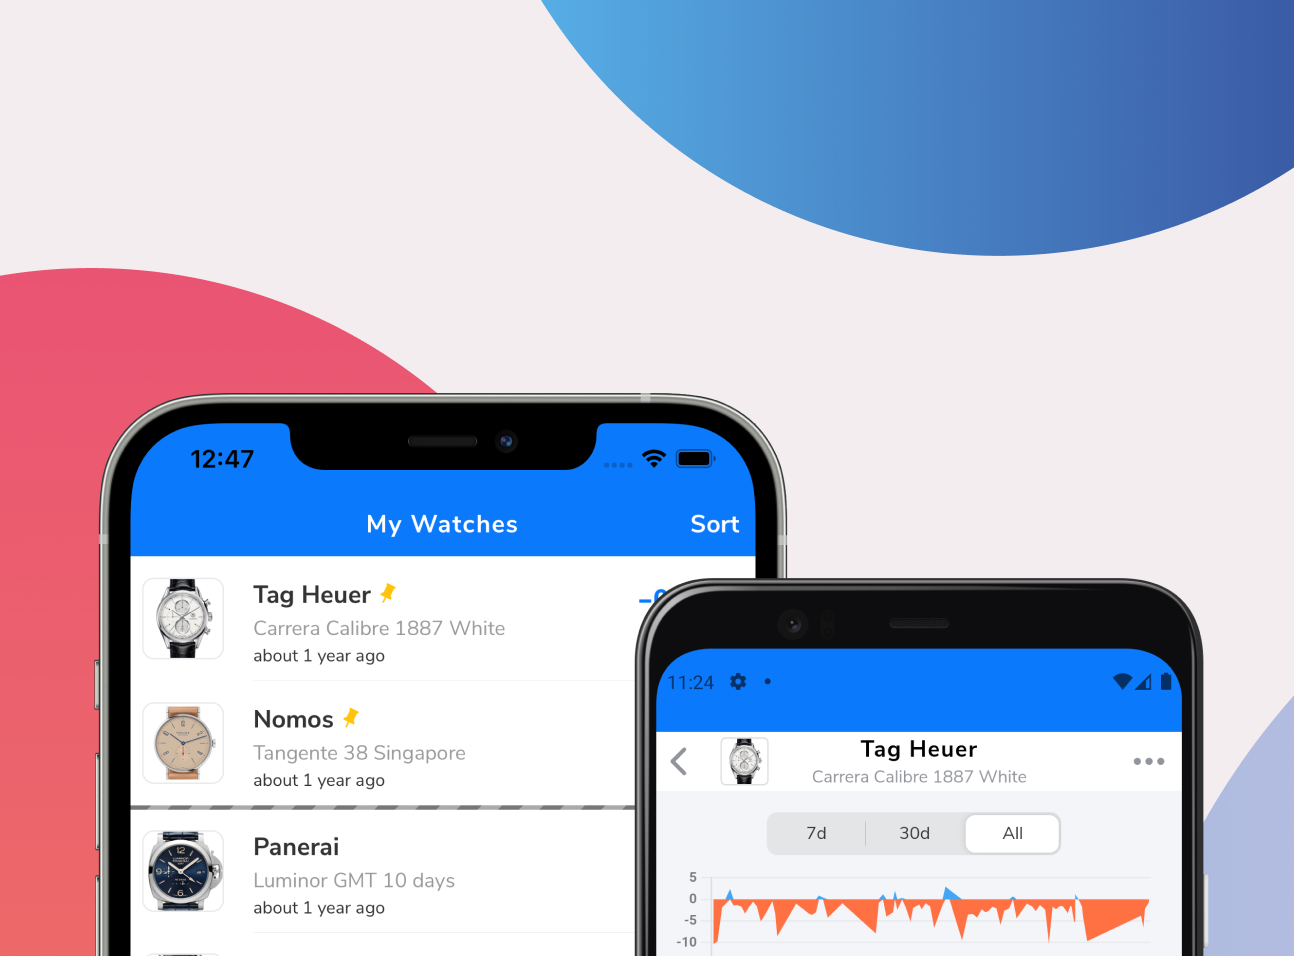 12:47
My Watches
Sort
Tag Heuer
Carrera Calibre 1887 White
about 1 year ago
Nomos
Tangente 38 Singapore
about 1 year ago
Panerai
Luminor GMT 10 days
about 1 year ago
11:24
Tag Heuer
Carrera Calibre 1887 White
7d
30d
All
5
0
-5
-10